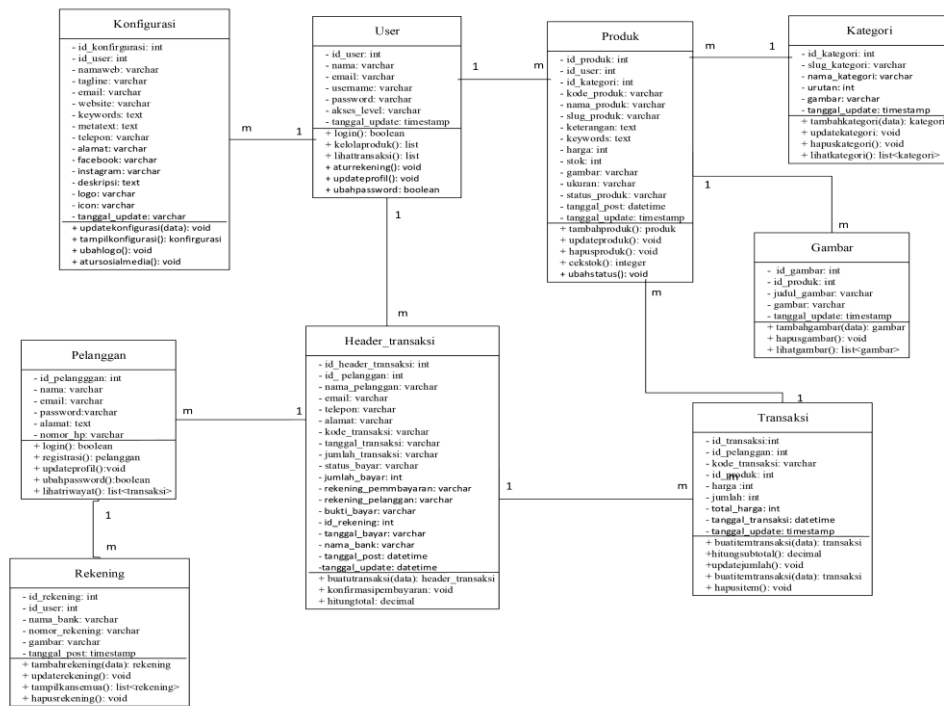 Konfigurasi
- id_konfirgurasi: int
- id_user: int
- namaweb: varchar
- tagline: varchar
- email: varchar
- website: varchar
- keywords: text
- metatext: text
- telepon: varchar
- alamat: varchar
- facebook: varchar
- instagram: varchar
- deskripsi: text
- logo: varchar
- icon: varchar
- tanggal_update: varchar
+ updatekonfigurasi(data): void
+ tampilkonfigurasi(): konfirgurasi
+ ubahlogo(): void
+ atursosialmedia(): void
m
1
User
- id_user: int
- nama: varchar
- email: varchar
- username: varchar
- password: varchar
- akses_level: varchar
- tanggal_update: timestamp
+ login(): boolean
+ kelolaproduk(): list
+ lihattransaksi(): list
+ aturrekening(): void
+ updateprofil(): void
+ ubahpassword: boolean
1
m
1
m
Produk
- id_produk: int
- id_user: int
- id_kategori: int
- kode_produk: varchar
- nama_produk: varchar
- slug_produk: varchar
- keterangan: text
- keywords: text
- harga: int
- stok: int
- gambar: varchar
- ukuran: varchar
- status_produk: varchar
- tanggal_post: datetime
- tanggal_update: timestamp
+ tambahproduk(): produk
+ updateproduk(): void
+ hapusproduk(): void
+ cekstok(): integer
+ ubahstatus(): void
m
1
Kategori
- id_kategori: int
- slug_kategori: varchar
- nama_kategori: varchar
- urutan: int
- gambar: varchar
- tanggal_update: timestamp
+ tambahkategori(data): kategori
+ updatekategori: void
+ hapuskategori(): void
+ lihatkategori(): list<kategori>
1
m
Gambar
- id_gambar: int
- id_produk: int
- judul_gambar: varchar
- gambar: varchar
- tanggal_update: timestamp
+ tambahgambar(data): gambar
+ hapusgambar(): void
+ lihatgambar(): list<gambar>
m
1
Pelanggan
- id_pelangggan: int
- nama: varchar
- email: varchar
- password:varchar
- alamat: text
- nomor_hp: varchar
+ login(): boolean
+ registrasi(): pelanggan
+ updateprofil():void
+ ubahpassword():boolean
+ lihatriwayat(): list<transaksi>
m
1
1
m
Header_transaksi
- id_header_transaksi: int
- id_ pelanggan: int
- nama_pelanggan: varchar
- email: varchar
- telepon: varchar
- alamat: varchar
- kode_transaksi: varchar
- tanggal_transaksi: varchar
- jumlah_transaksi: varchar
- status_bayar: varchar
- jumlah_bayar: int
- rekening_pemmbayaran: varchar
- rekening_pelanggan: varchar
- bukti_bayar: varchar
- id_rekening: int
- tanggal_bayar: varchar
- nama_bank: varchar
- tanggal_post: datetime
-tanggal_update: datetime
+ buatutransaksi(data): header_transaksi
+ konfirmasipembayaran: void
+ hitungtotal: decimal
1
m
m
Transaksi
- id_transaksi:int
- id_pelanggan: int
- kode_transaksi: varchar
- id_produk: int
- harga :int
- jumlah: int
- total_harga: int
- tanggal_transaksi: datetime
- tanggal_update: timestamp
+ buatitemtransaksi(data): transaksi
+hitungsubtotal(): decimal
+updatejumlah(): void
+ buatitemtransaksi(data): transaksi
+ hapusitem(): void
Rekening
- id_rekening: int
- id_user: int
- nama_bank: varchar
- nomor_rekening: varchar
- gambar: varchar
- tanggal_post: timestamp
+ tambahrekening(data): rekening
+ updaterekening(): void
+ tampilkansemua(): list<rekening>
+ hapusrekening(): void